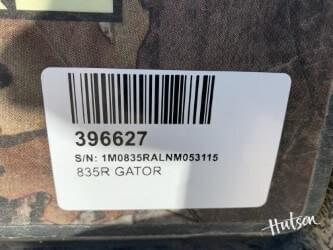 396627
S/N: 1M0835RALNM053115
835R GATOR
Hutson